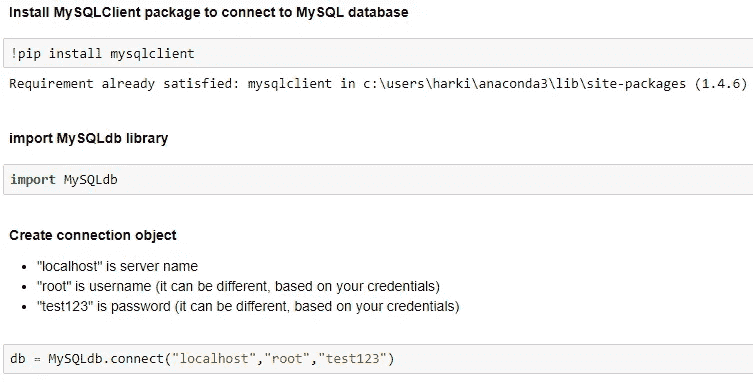 Install MySQLClient package to connect to MySQL database
!pip install mysqlclient
Requirement already satisfied: mysqlclient in c:\users\harki\anaconda3\lib\site-packages (1.4.6)
import MySQLdb library
import MySQLdb
Create connection object
• "localhost" is server name
• "root" is username (it can be different, based on your credentials)
• "test123" is password (it can be different, based on your credentials)
db = MySQLdb.connect("localhost","root","test123")